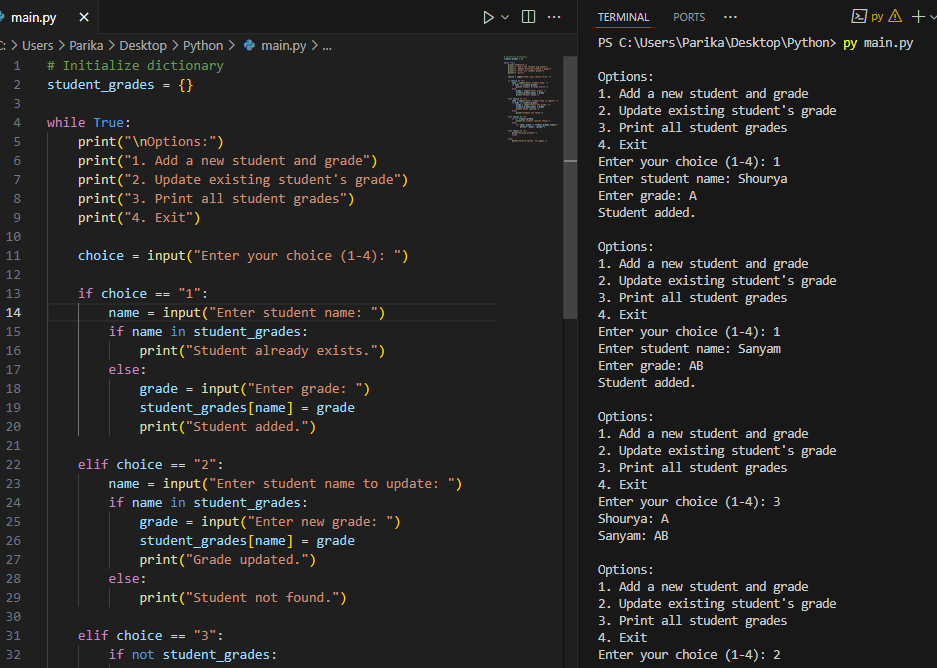 main.py
C: > Users > Parika > Desktop > Python > main.py > ...
1 # Initialize dictionary
2 student_grades = {}
3
4 while True:
5     print("\nOptions:")
6     print("1. Add a new student and grade")
7     print("2. Update existing student's grade")
8     print("3. Print all student grades")
9     print("4. Exit")
10
11     choice = input("Enter your choice (1-4): ")
12
13     if choice == "1":
14         name = input("Enter student name: ")
15         if name in student_grades:
16             print("Student already exists.")
17         else:
18             grade = input("Enter grade: ")
19             student_grades[name] = grade
20             print("Student added.")
21
22     elif choice == "2":
23         name = input("Enter student name to update: ")
24         if name in student_grades:
25             grade = input("Enter new grade: ")
26             student_grades[name] = grade
27             print("Grade updated.")
28         else:
29             print("Student not found.")
30
31     elif choice == "3":
32         if not student_grades:
TERMINAL PORTS ... py
PS C:\Users\Parika\Desktop\Python> py main.py

Options:
1. Add a new student and grade
2. Update existing student's grade
3. Print all student grades
4. Exit
Enter your choice (1-4): 1
Enter student name: Shourya
Enter grade: A
Student added.

Options:
1. Add a new student and grade
2. Update existing student's grade
3. Print all student grades
4. Exit
Enter your choice (1-4): 1
Enter student name: Sanyam
Enter grade: AB
Student added.

Options:
1. Add a new student and grade
2. Update existing student's grade
3. Print all student grades
4. Exit
Enter your choice (1-4): 3
Shourya: A
Sanyam: AB

Options:
1. Add a new student and grade
2. Update existing student's grade
3. Print all student grades
4. Exit
Enter your choice (1-4): 2